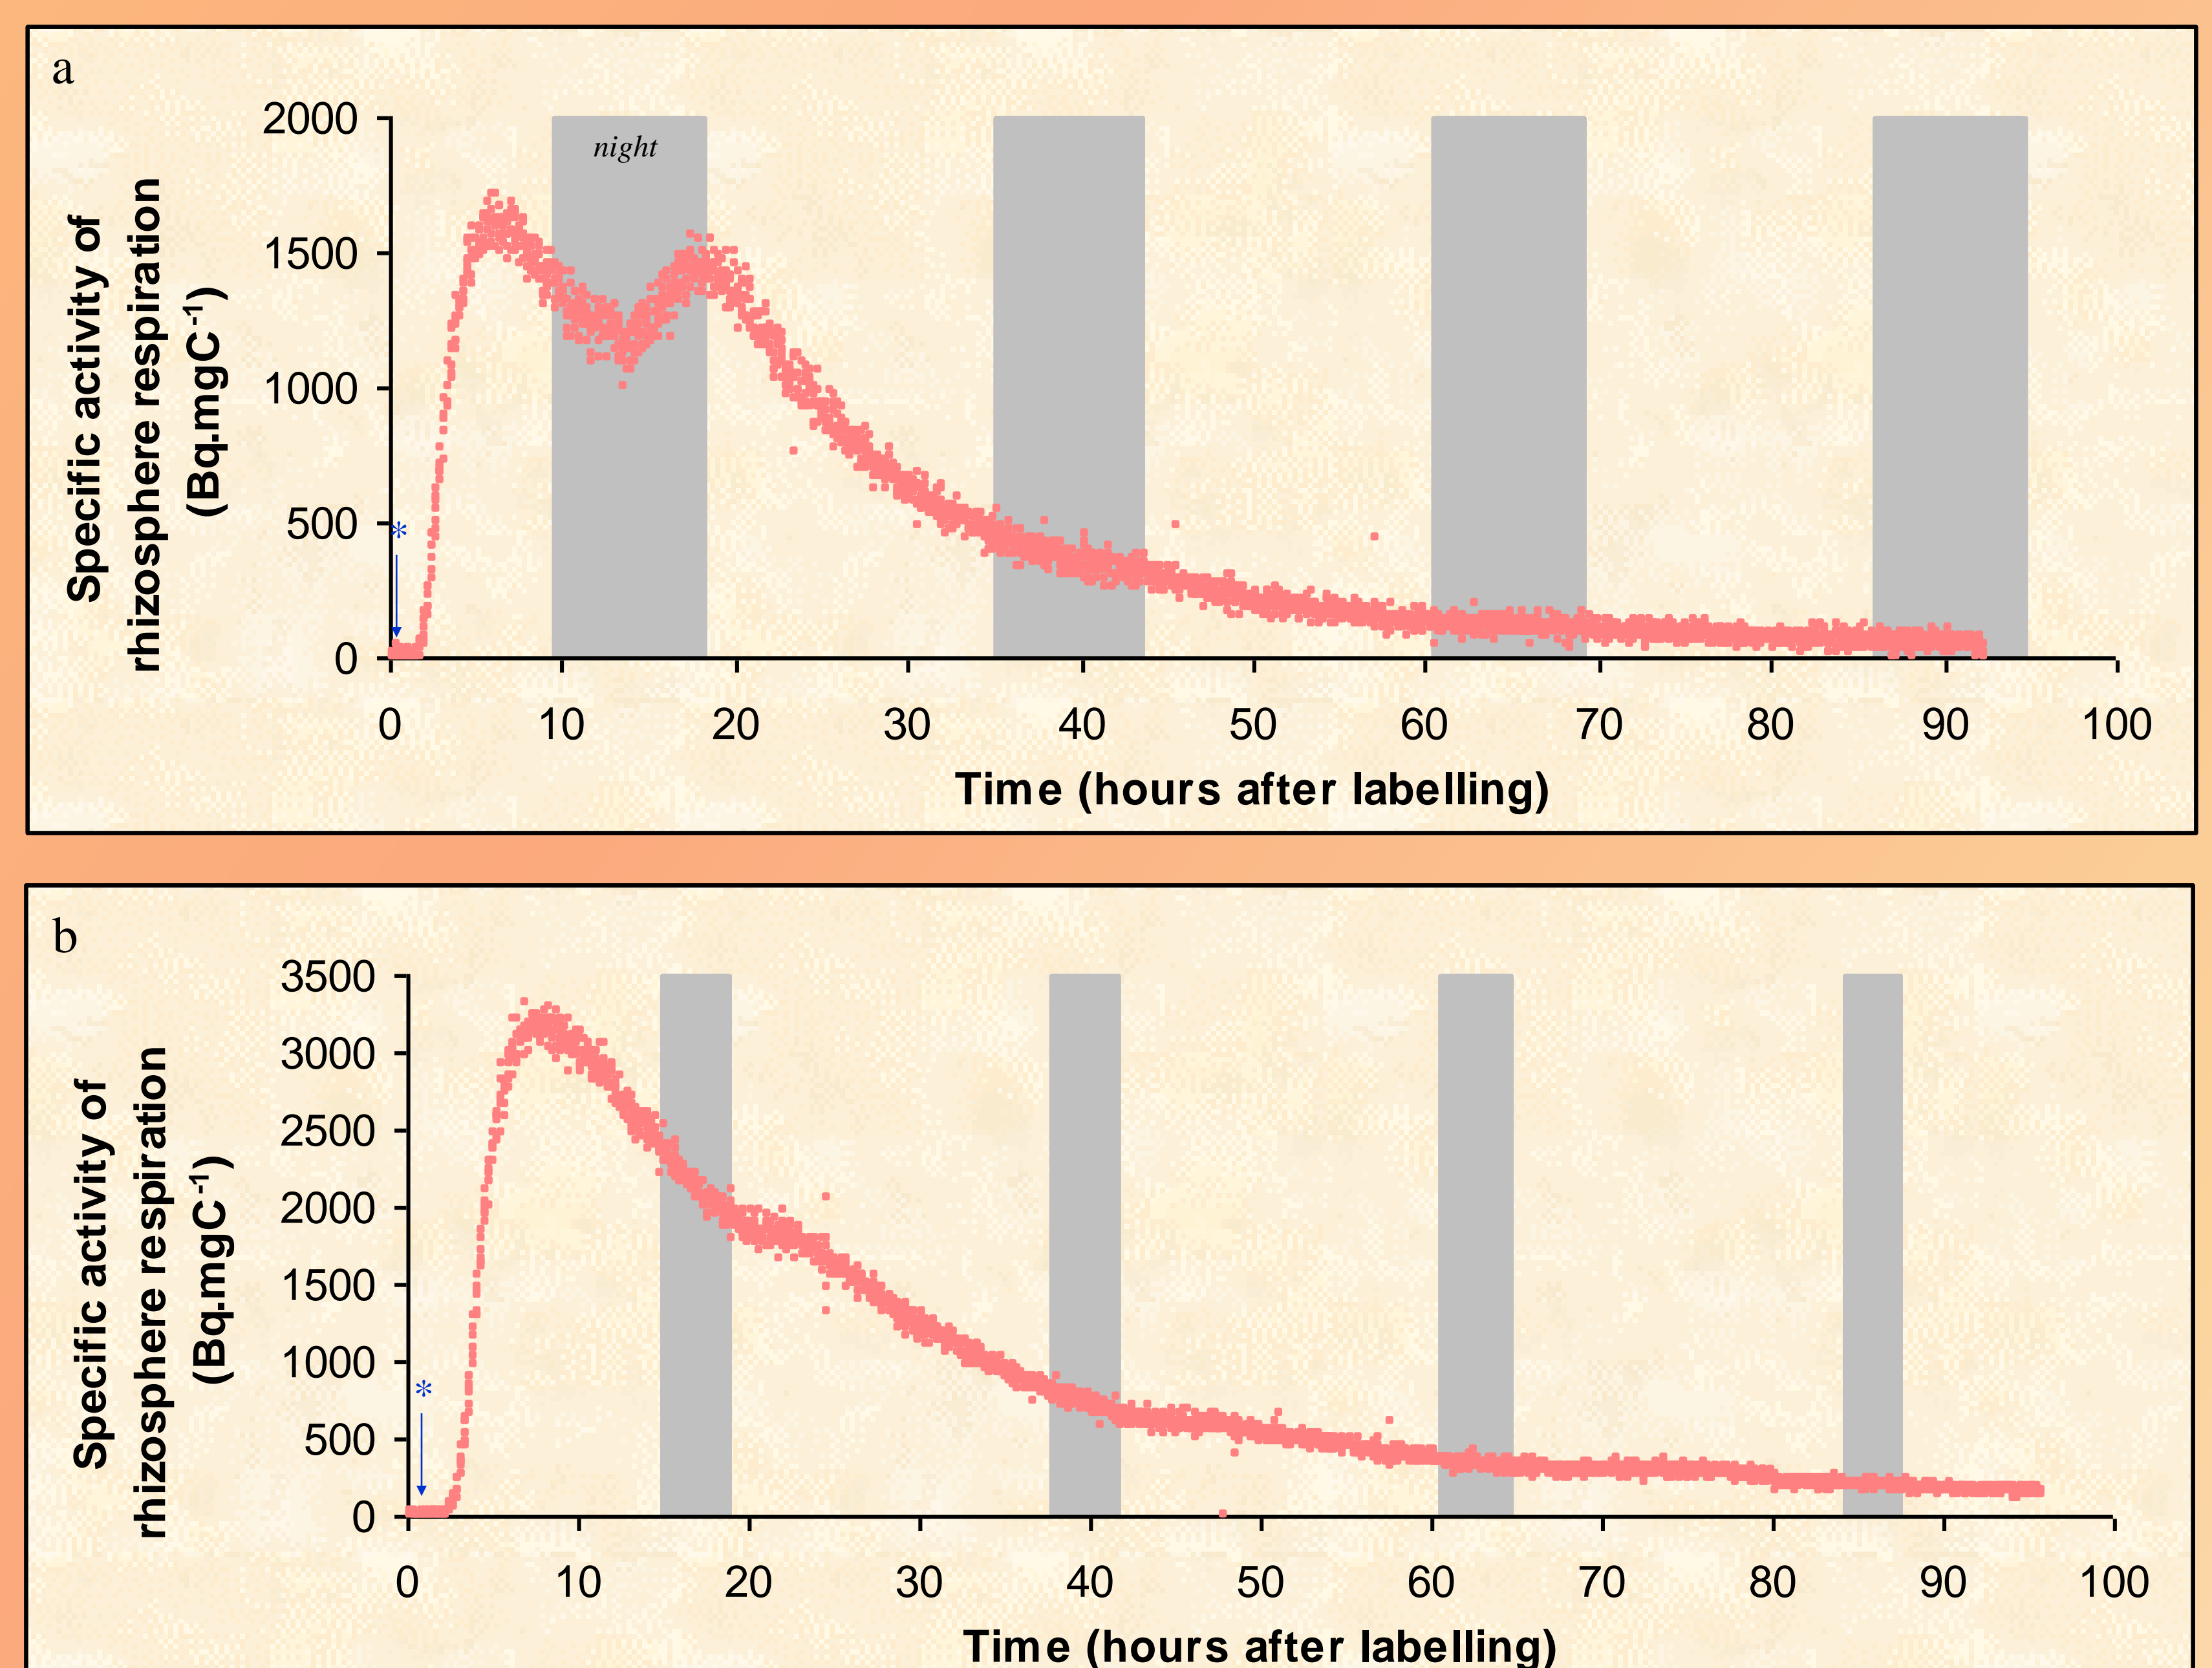 a
2000
1500
1000
500
0
night
*
Specific activity of
rhizosphere respiration
(Bq.mgC-1)
0 10 20 30 40 50 60 70 80 90 100
Time (hours after labelling)
b
3500
3000
2500
2000
1500
1000
500
0
*
Specific activity of
rhizosphere respiration
(Bq.mgC-1)
0 10 20 30 40 50 60 70 80 90 100
Time (hours after labelling)